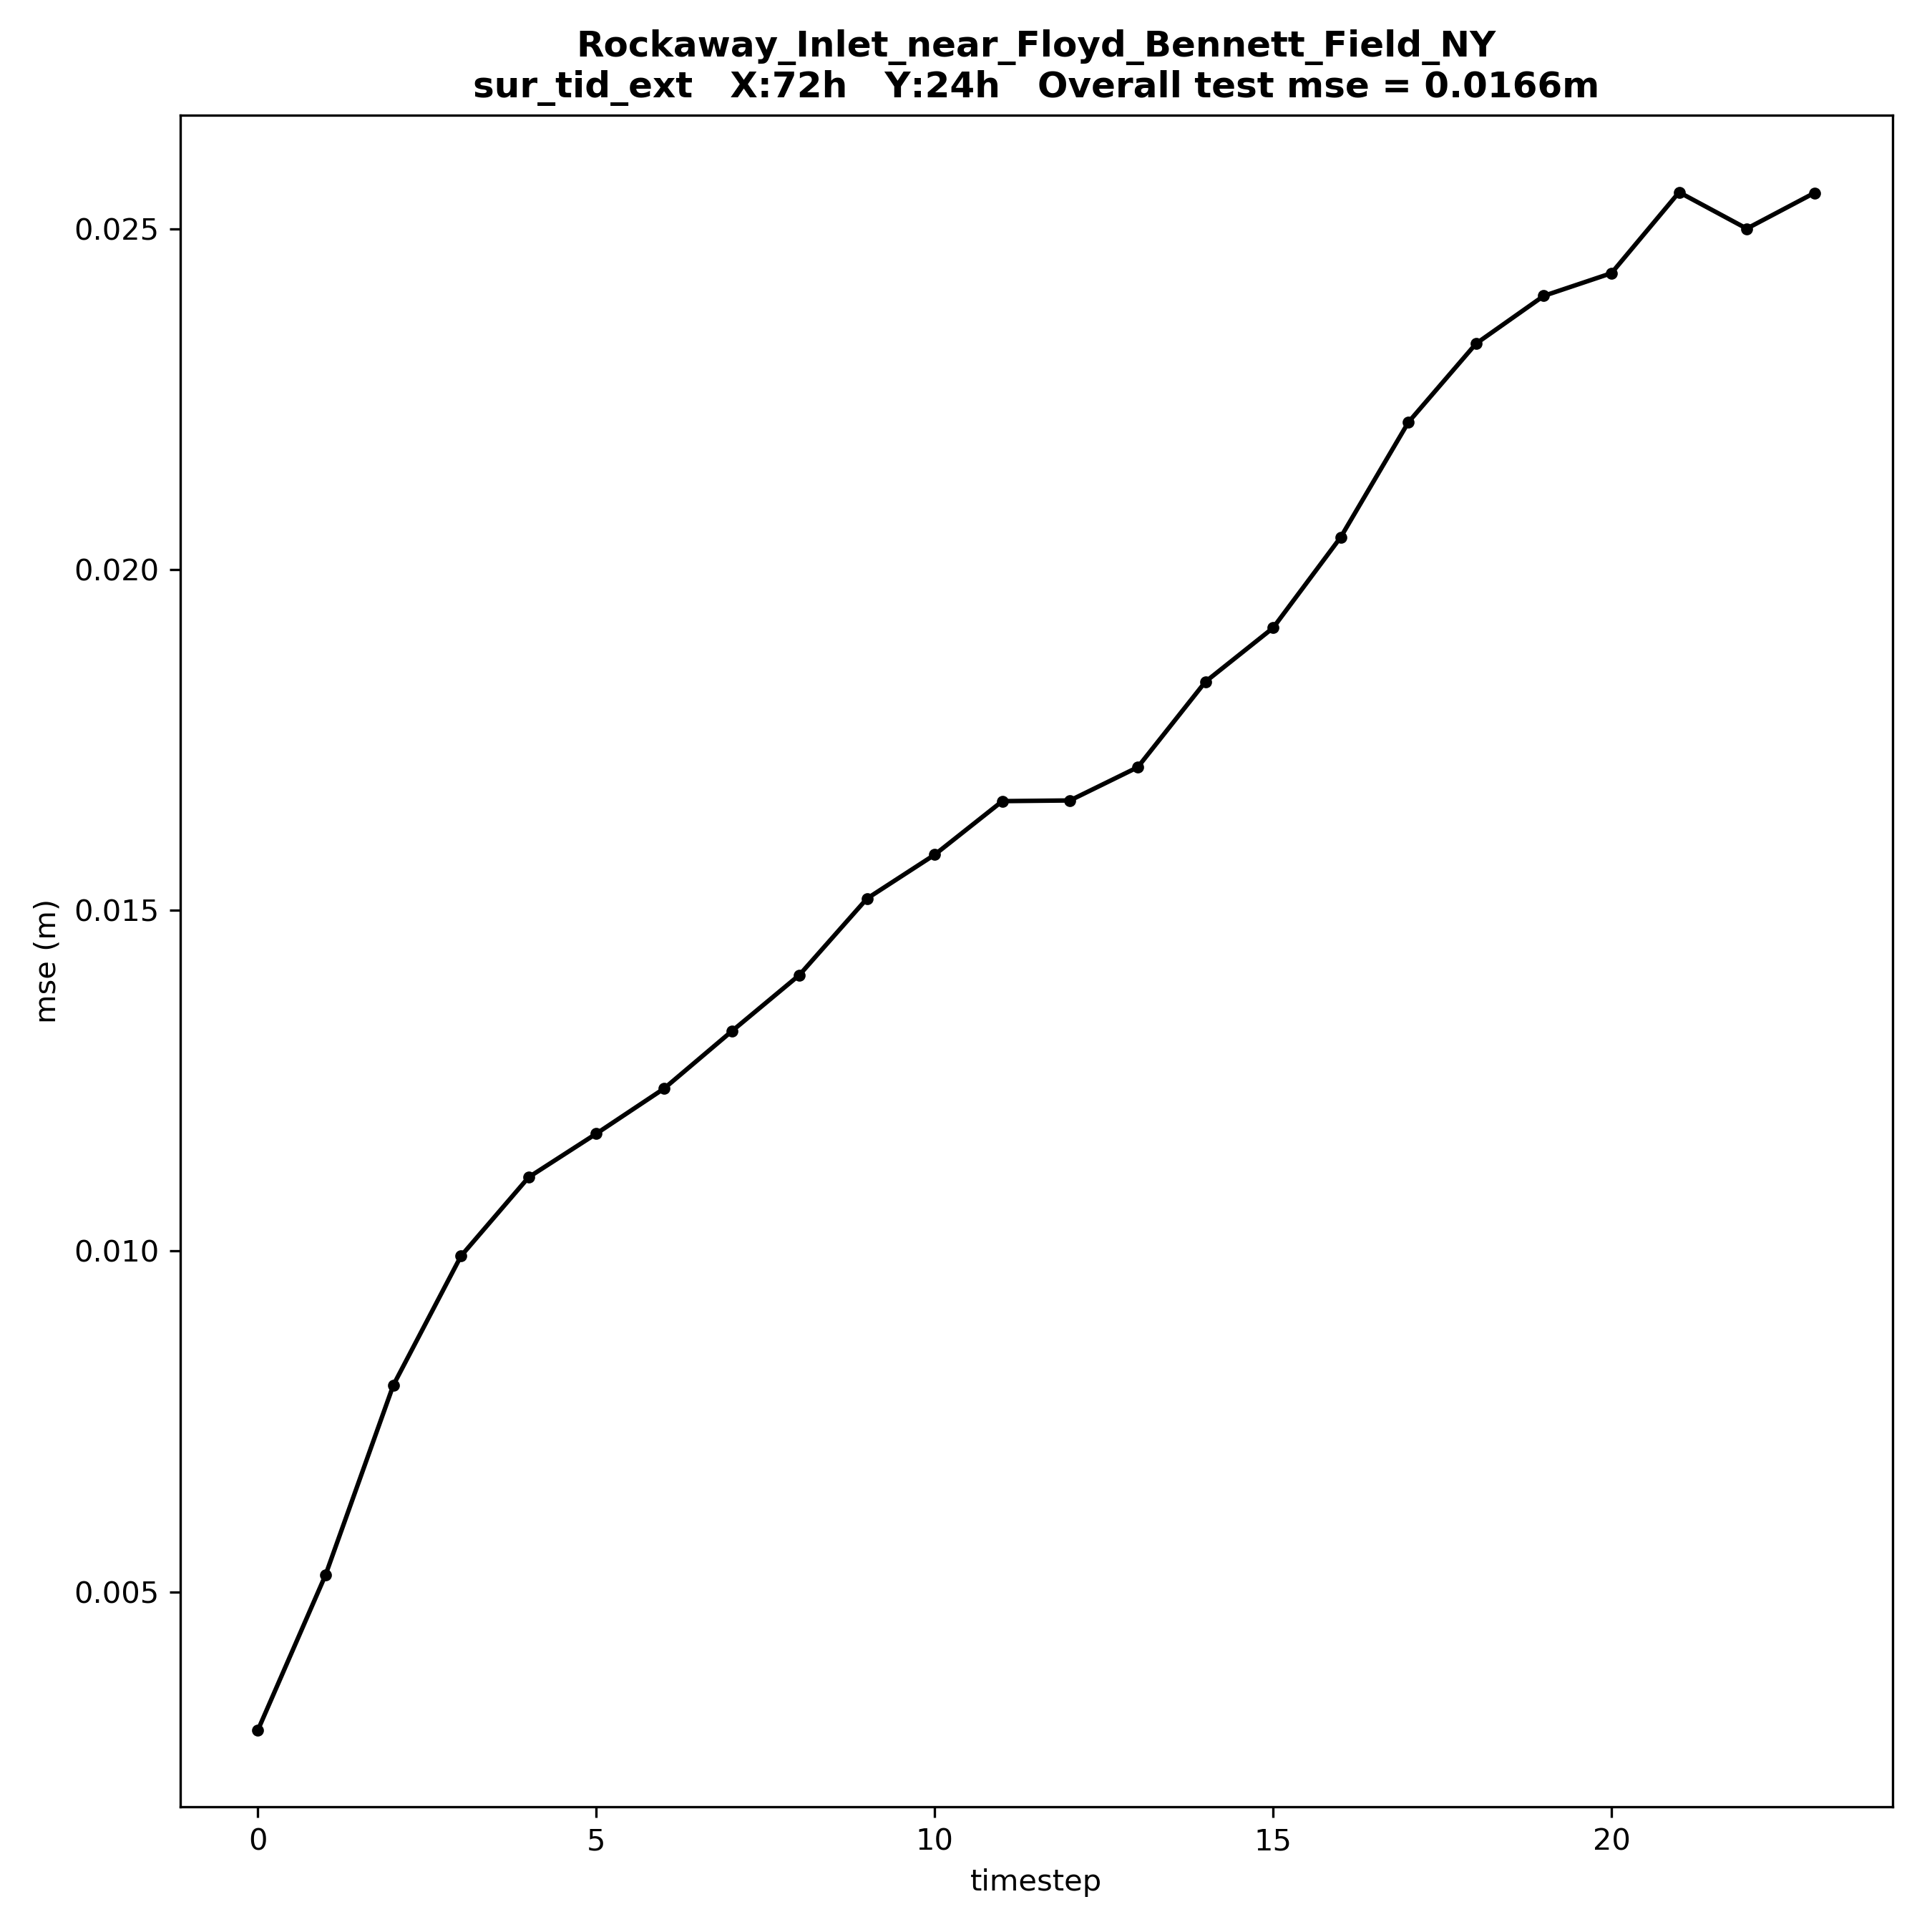 Rockaway_Inlet_near_Floyd_Bennett_Field_NY
sur_tid_ext   X:72h   Y:24h   Overall test mse = 0.0166m
0.025
0.020
0.015
0.010
0.005
mse (m)
0 5 10 15 20
timestep